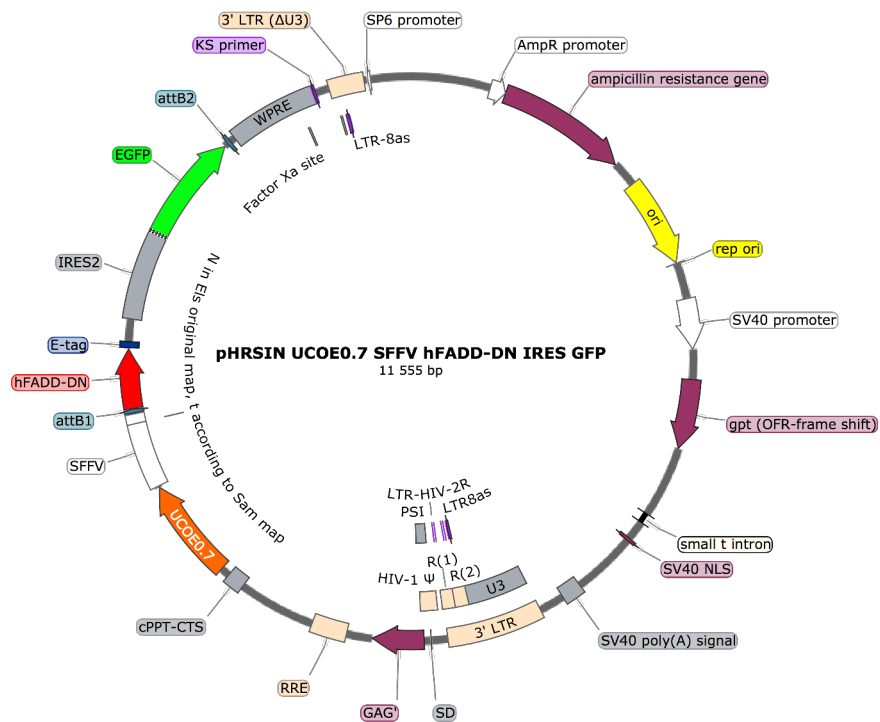 3' LTR (ΔU3)
SP6 promoter
KS primer
AmpR promoter
ampicillin resistance gene
attB2
WPRE
LTR-8as
Factor Xa site
EGFP
ori
rep ori
IRES2
SV40 promoter
N in Els original map, t according to Sam map
E-tag
pHRSIN UCOE0.7 SFFV hFADD-DN IRES GFP
11 555 bp
hFADD-DN
attB1
gpt (OFR-frame shift)
SFFV
UCOE0.7
LTR-HIV-2R
PSI
LTR8as
small t intron
SV40 NLS
R(1)
HIV-1 Ψ
R(2)
U3
cPPT-CTS
3' LTR
SV40 poly(A) signal
RRE
GAG'
SD